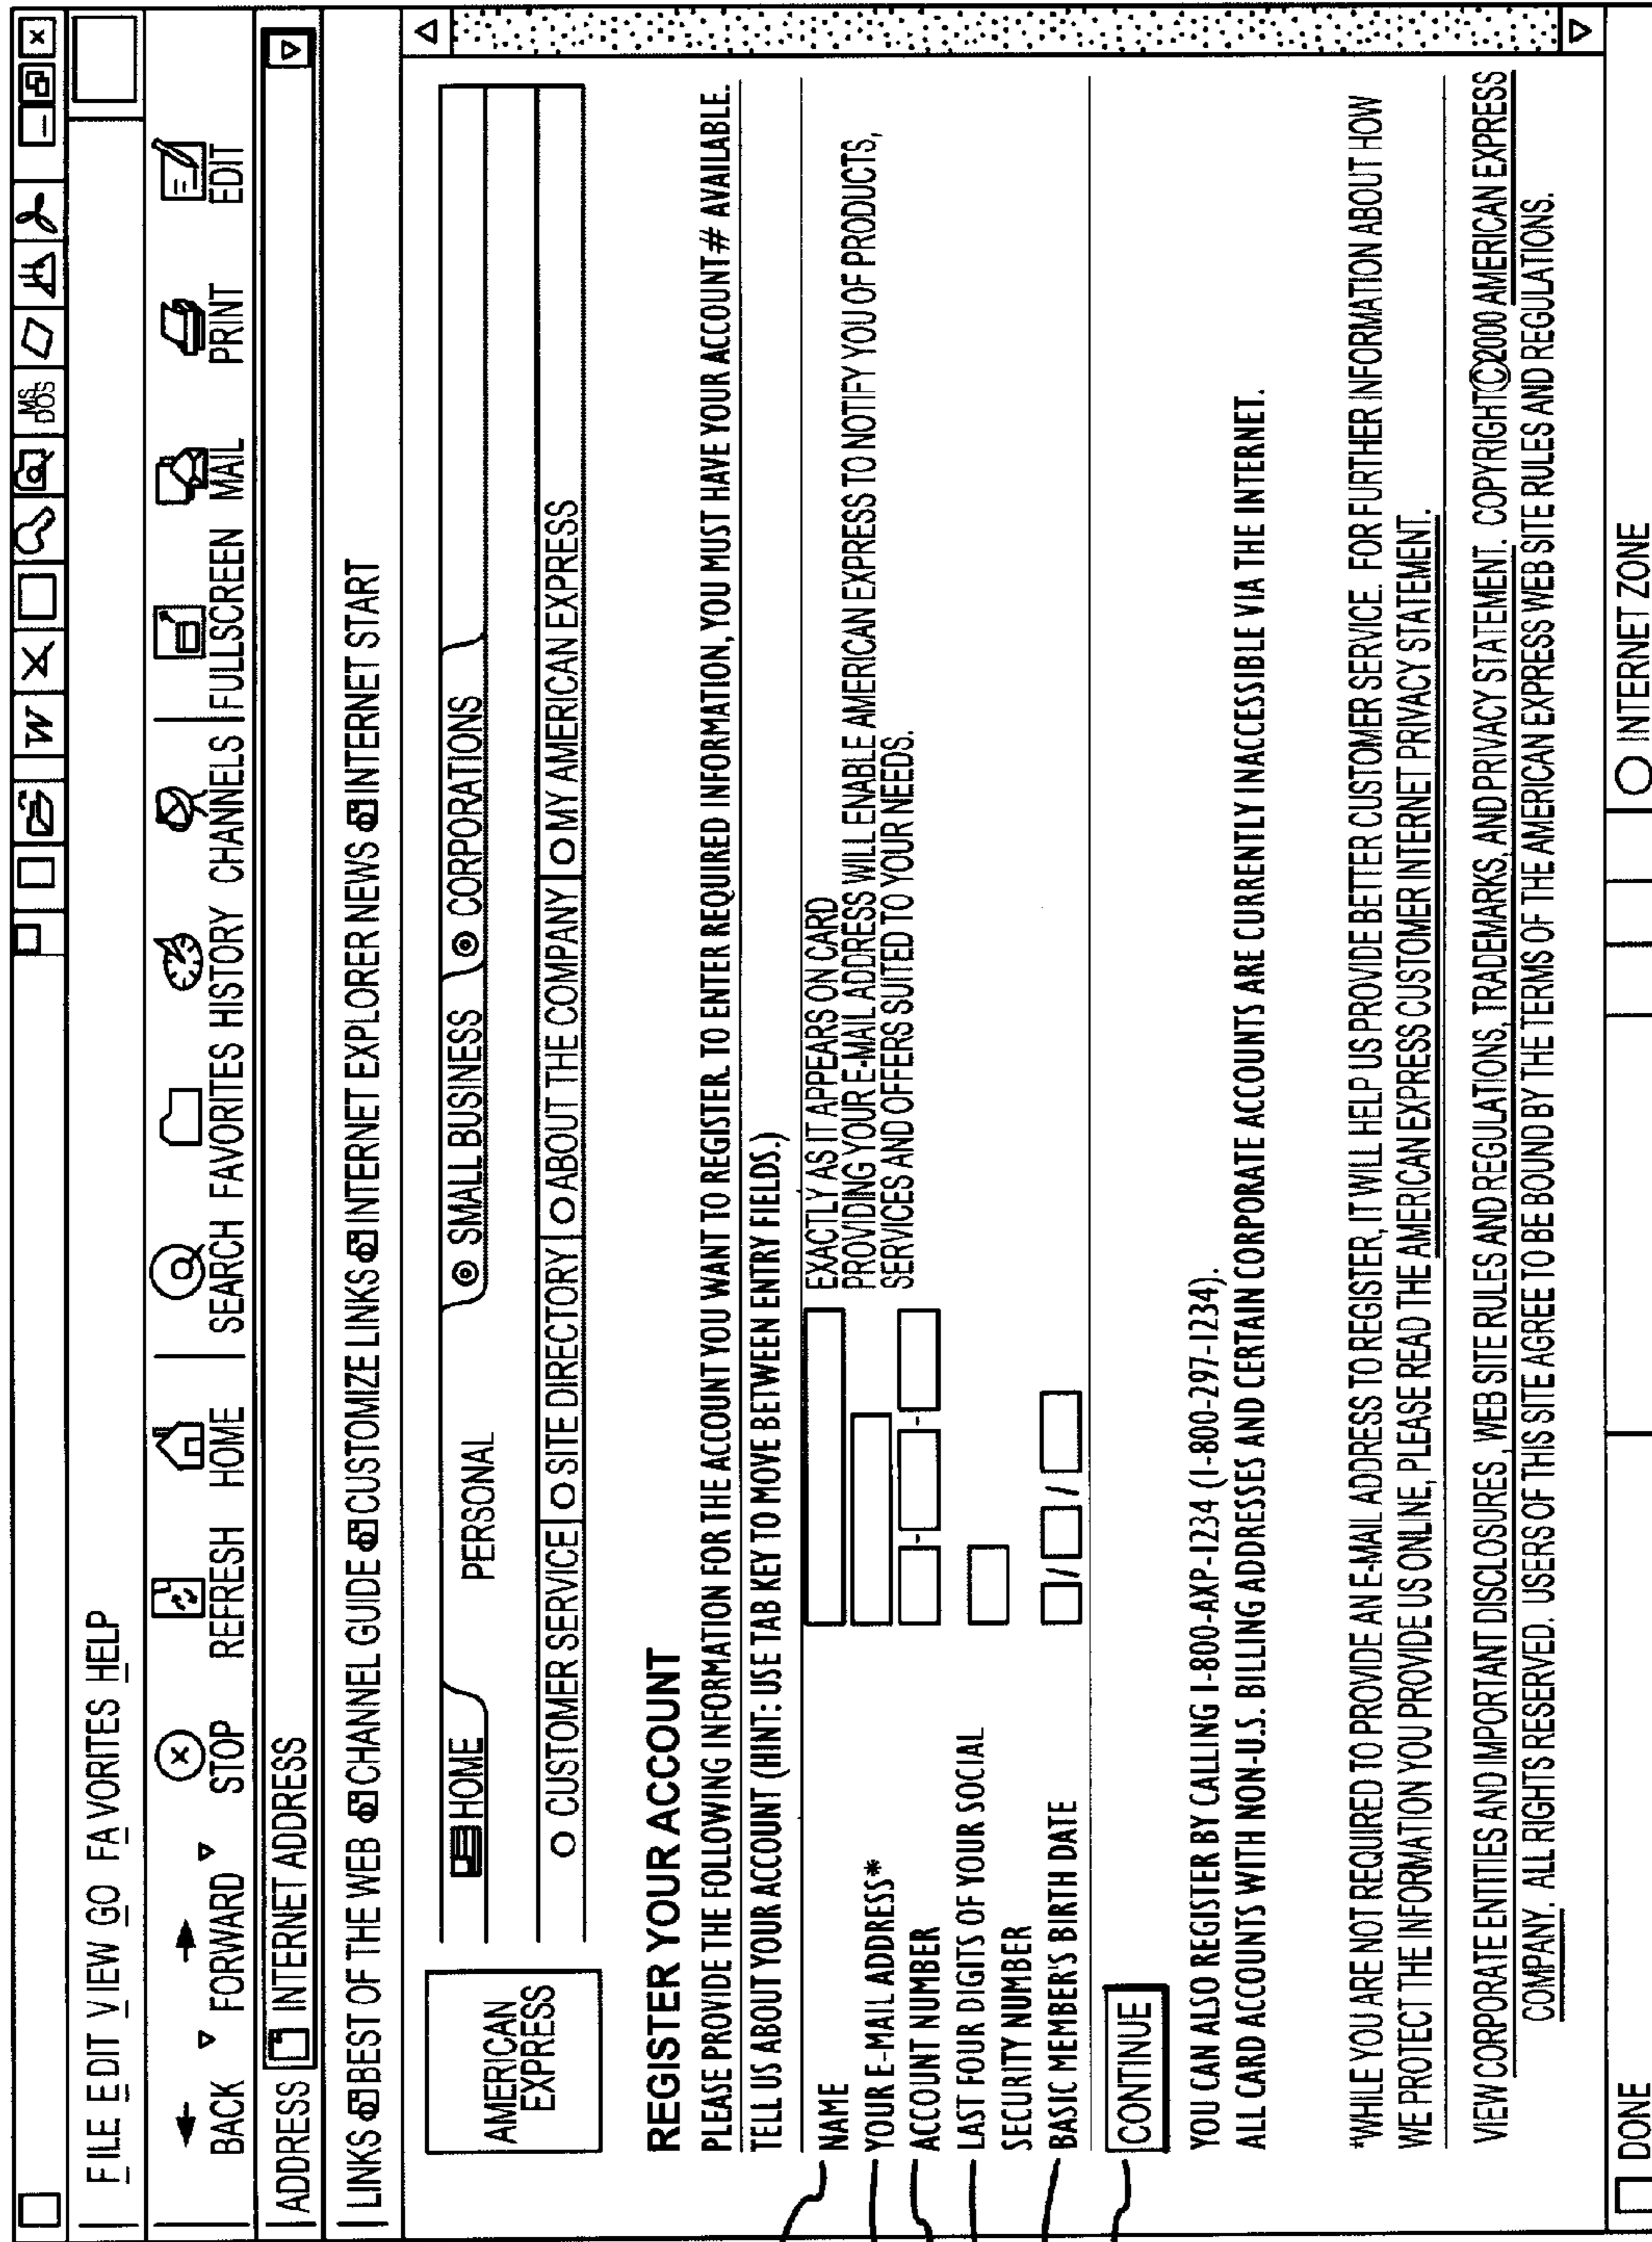 W MS DOS
FILE EDIT VIEW GO FAVORITES HELP
BACK FORWARD STOP REFRESH HOME SEARCH FAVORITES HISTORY CHANNELS FULLSCREEN MAIL PRINT EDIT
ADDRESS INTERNET ADDRESS
LINKS BEST OF THE WEB CHANNEL GUIDE CUSTOMIZE LINKS INTERNET EXPLORER NEWS INTERNET START
AMERICAN
EXPRESS
HOME PERSONAL SMALL BUSINESS CORPORATIONS
CUSTOMER SERVICE SITE DIRECTORY ABOUT THE COMPANY MY AMERICAN EXPRESS
REGISTER YOUR ACCOUNT
PLEASE PROVIDE THE FOLLOWING INFORMATION FOR THE ACCOUNT YOU WANT TO REGISTER. TO ENTER REQUIRED INFORMATION, YOU MUST HAVE YOUR ACCOUNT# AVAILABLE.
TELL US ABOUT YOUR ACCOUNT (HINT: USE TAB KEY TO MOVE BETWEEN ENTRY FIELDS.)
NAME EXACTLY AS IT APPEARS ON CARD
YOUR E-MAIL ADDRESS* PROVIDING YOUR E-MAIL ADDRESS WILL ENABLE AMERICAN EXPRESS TO NOTIFY YOU OF PRODUCTS,
SERVICES AND OFFERS SUITED TO YOUR NEEDS.
ACCOUNT NUMBER - -
LAST FOUR DIGITS OF YOUR SOCIAL
SECURITY NUMBER
BASIC MEMBER'S BIRTH DATE / /
CONTINUE
YOU CAN ALSO REGISTER BY CALLING 1-800-AXP-1234 (1-800-297-1234).
ALL CARD ACCOUNTS WITH NON-U.S. BILLING ADDRESSES AND CERTAIN CORPORATE ACCOUNTS ARE CURRENTLY INACCESSIBLE VIA THE INTERNET.
*WHILE YOU ARE NOT REQUIRED TO PROVIDE AN E-MAIL ADDRESS TO REGISTER, IT WILL HELP US PROVIDE BETTER CUSTOMER SERVICE. FOR FURTHER INFORMATION ABOUT HOW
WE PROTECT THE INFORMATION YOU PROVIDE US ONLINE, PLEASE READ THE AMERICAN EXPRESS CUSTOMER INTERNET PRIVACY STATEMENT.
VIEW CORPORATE ENTITIES AND IMPORTANT DISCLOSURES, WEB SITE RULES AND REGULATIONS, TRADEMARKS, AND PRIVACY STATEMENT. COPYRIGHT©2000 AMERICAN EXPRESS
COMPANY. ALL RIGHTS RESERVED. USERS OF THIS SITE AGREE TO BE BOUND BY THE TERMS OF THE AMERICAN EXPRESS WEB SITE RULES AND REGULATIONS.
DONE INTERNET ZONE